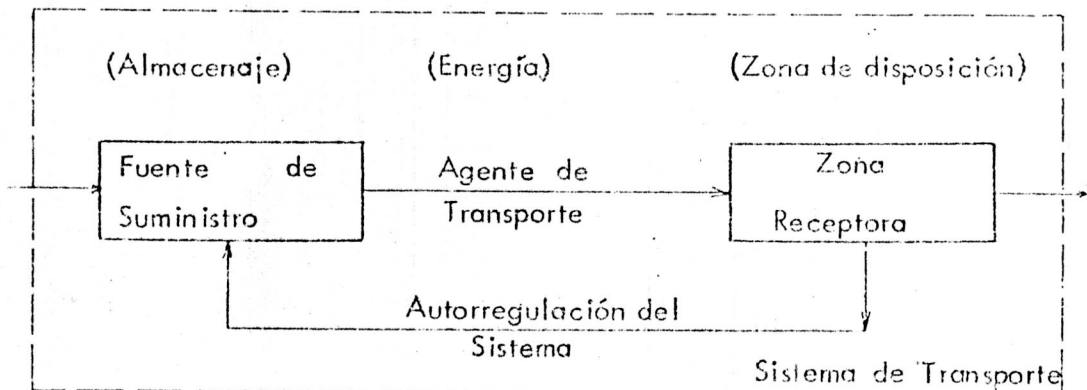 (Almacenaje) (Energía) (Zona de disposición)
Fuente de
Suministro
Agente de
Transporte
Zona
Receptora
Autorregulación del
Sistema
Sistema de Transporte